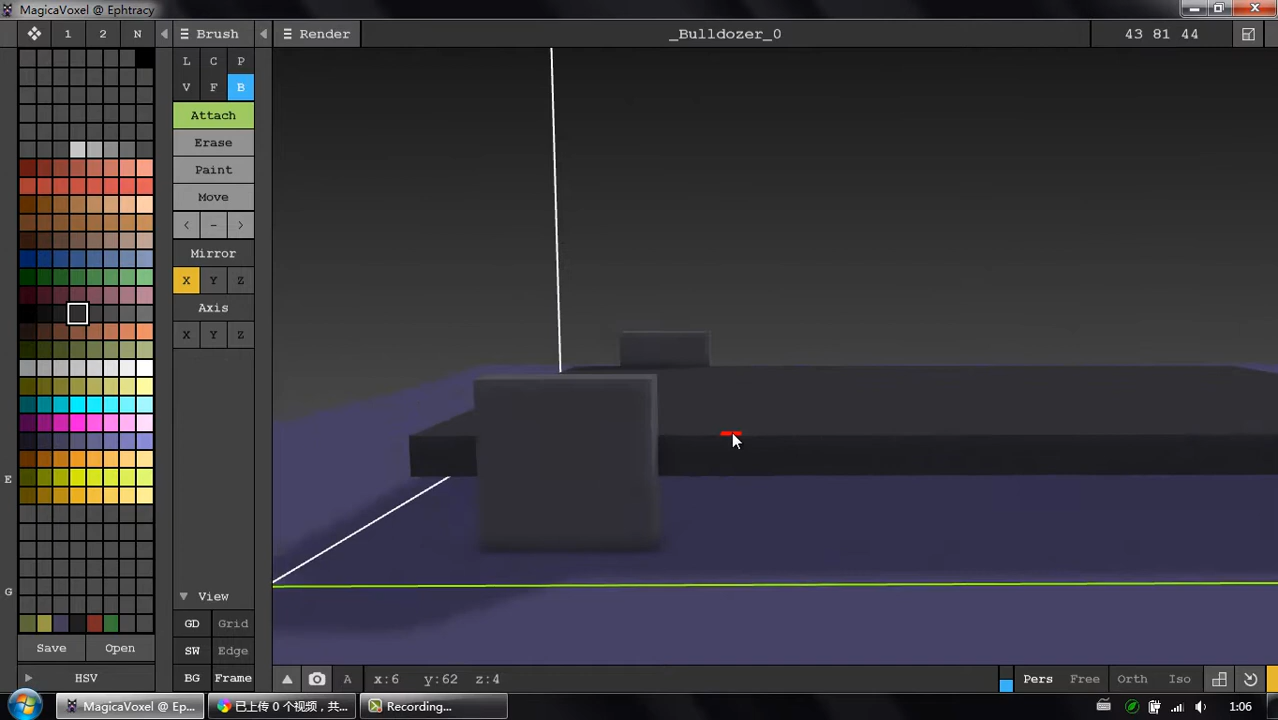 MagicaVoxel @ Ephtracy
1 2 N
Brush
Render
_Bulldozer_0
43 81 44
L C P
V F B
Attach
Erase
Paint
Move
< - >
Mirror
X Y Z
Axis
X Y Z
E
G
View
GD Grid
SW Edge
BG Frame
Save Open
HSV
A x:6 y:62 z:4
Pers Free Orth Iso
MagicaVoxel @ Ep...
已上传 0 个视频，共...
Recording...
1:06